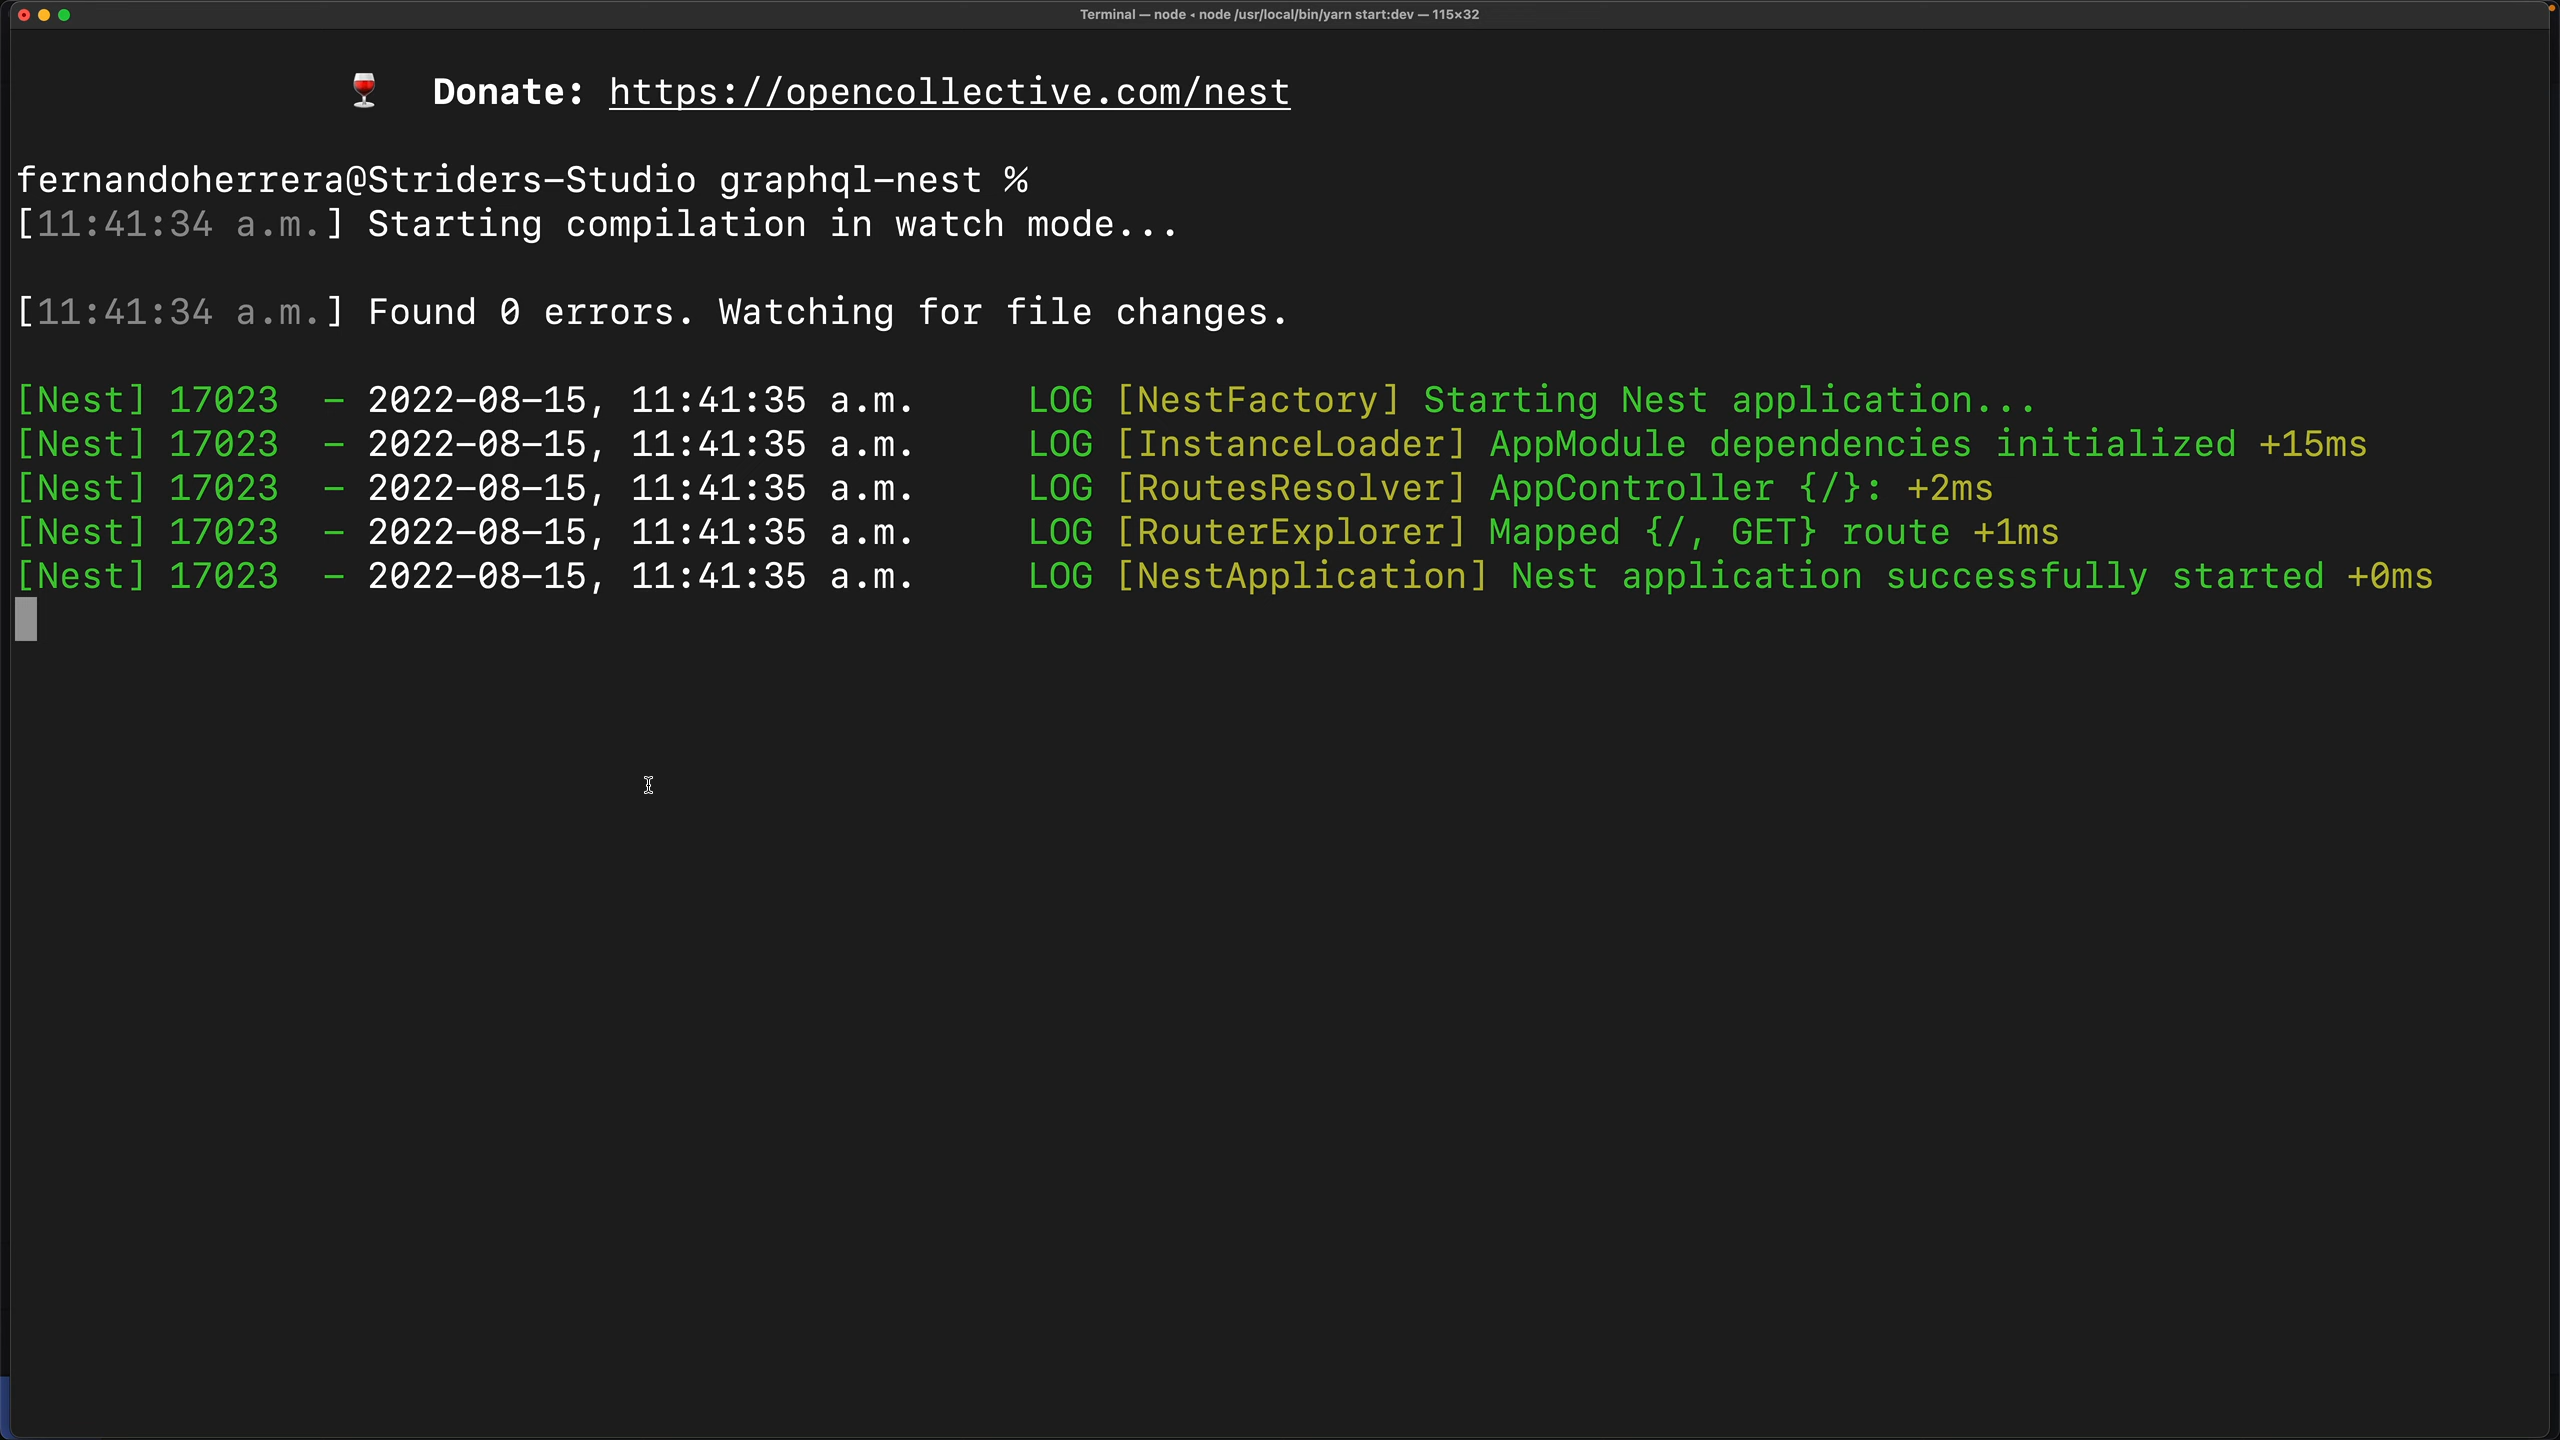 Terminal — node ◂ node /usr/local/bin/yarn start:dev — 115×32
🍷 Donate: https://opencollective.com/nest
fernandoherrera@Striders-Studio graphql-nest %
[11:41:34 a.m.] Starting compilation in watch mode...
[11:41:34 a.m.] Found 0 errors. Watching for file changes.
[Nest] 17023  - 2022-08-15, 11:41:35 a.m.     LOG [NestFactory] Starting Nest application...
[Nest] 17023  - 2022-08-15, 11:41:35 a.m.     LOG [InstanceLoader] AppModule dependencies initialized +15ms
[Nest] 17023  - 2022-08-15, 11:41:35 a.m.     LOG [RoutesResolver] AppController {/}: +2ms
[Nest] 17023  - 2022-08-15, 11:41:35 a.m.     LOG [RouterExplorer] Mapped {/, GET} route +1ms
[Nest] 17023  - 2022-08-15, 11:41:35 a.m.     LOG [NestApplication] Nest application successfully started +0ms